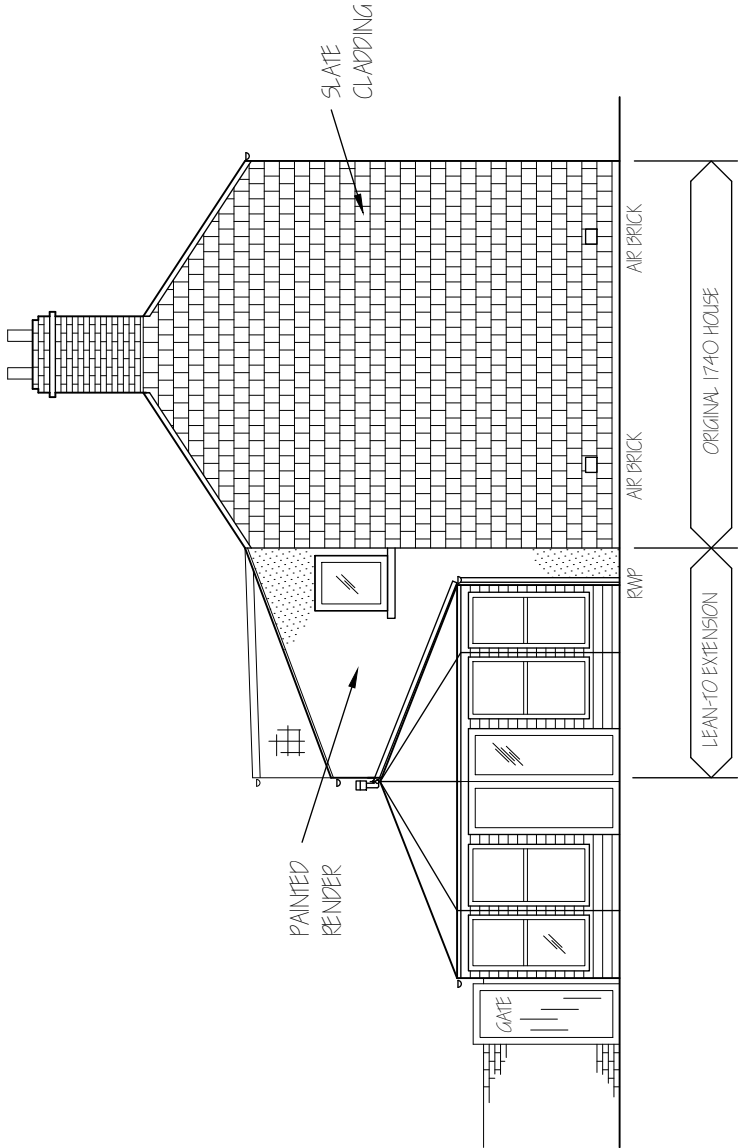 PAINTED
RENDER
SLATE
CLADDING
GATE
RWP
AIR BRICK
AIR BRICK
LEAN-TO EXTENSION
ORIGINAL 1740 HOUSE